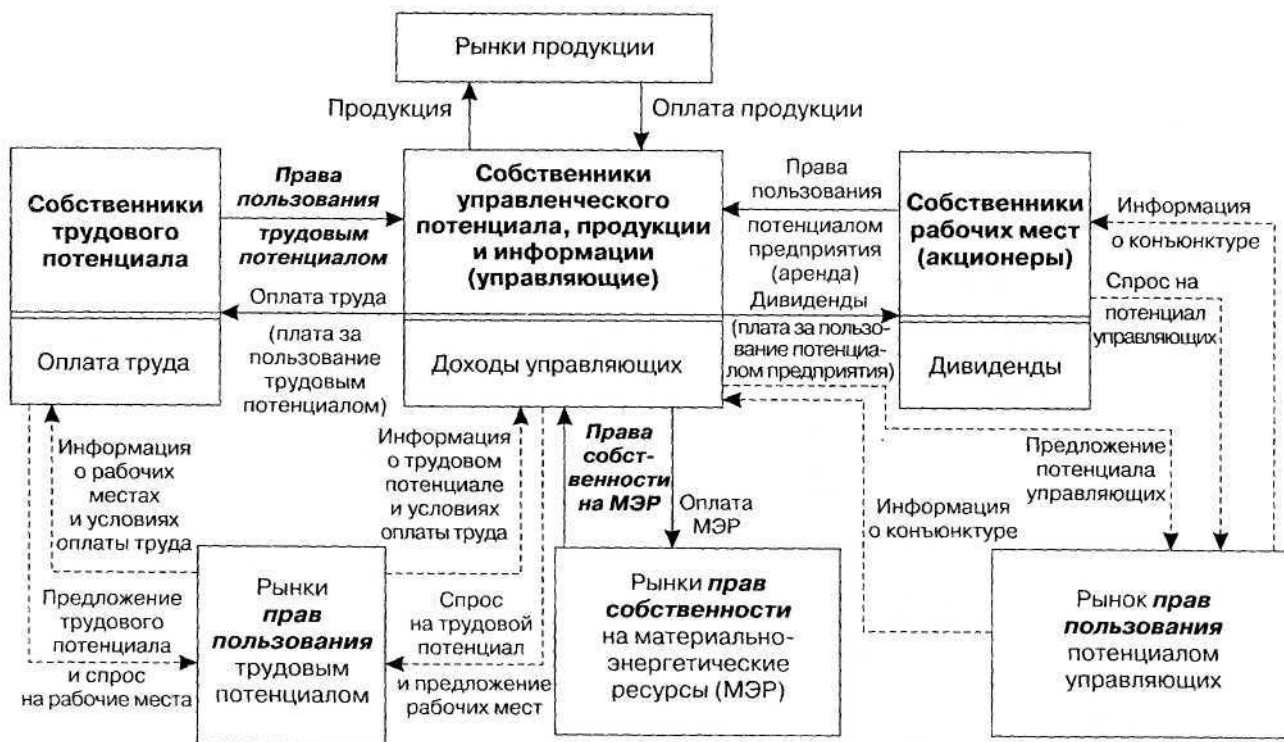 Рынки продукции
Продукция
Оплата продукции
Собственники
трудового
потенциала
Оплата труда
Права
пользования
трудовым
потенциалом
Оплата труда
(плата за
пользование
трудовым
потенциалом)
Собственники
управленческого
потенциала, продукции
и информации
(управляющие)
Доходы управляющих
Права
пользования
потенциалом
предприятия
(аренда)
Дивиденды
(плата за пользо-
вание потенциа-
лом предприятия)
Собственники
рабочих мест
(акционеры)
Дивиденды
Информация
о конъюнктуре
Спрос на
потенциал
управляющих
Информация
о рабочих
местах
и условиях
оплаты труда
Информация
о трудовом
потенциале
и условиях
оплаты труда
Права
собст-
венности
на МЭР
Оплата
МЭР
Информация
о конъюнктуре
Предложение
потенциала
управляющих
Предложение
трудового
потенциала
и спрос
на рабочие места
Рынки
прав
пользования
трудовым
потенциалом
Спрос
на трудовой
потенциал
и предложение
рабочих мест
Рынки прав
собственности
на материально-
энергетические
ресурсы (МЭР)
Рынок прав
пользования
потенциалом
управляющих